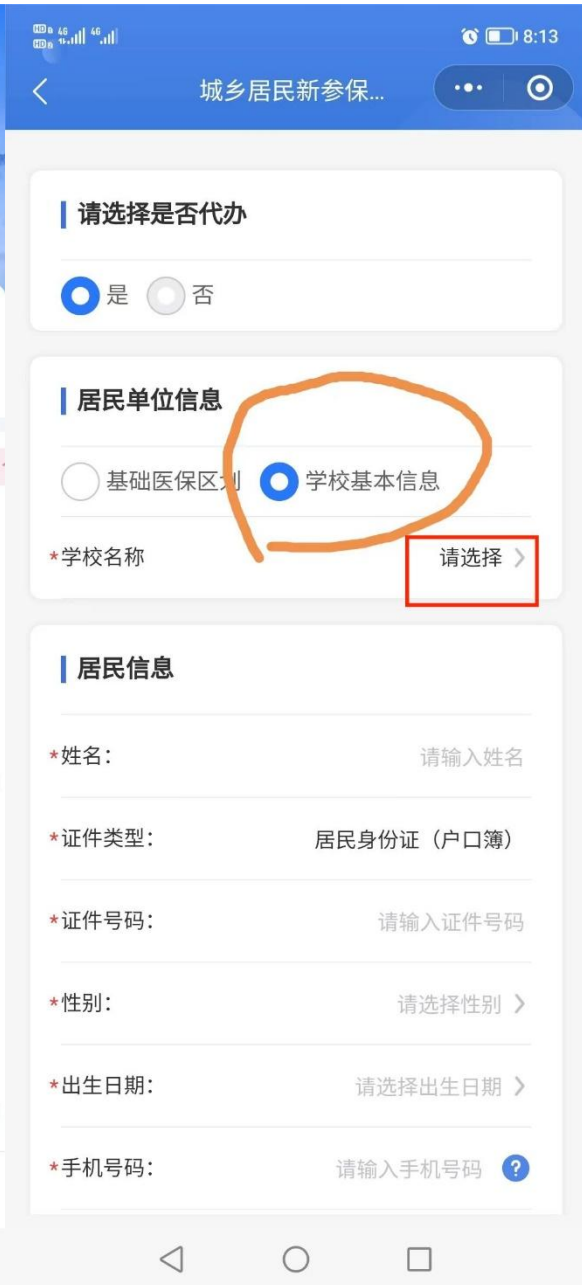 HD 46 46
HD 8:13
城乡居民新参保...
请选择是否代办
是 否
居民单位信息
基础医保区划 学校基本信息
*学校名称 请选择
居民信息
*姓名： 请输入姓名
*证件类型： 居民身份证（户口簿）
*证件号码： 请输入证件号码
*性别： 请选择性别
*出生日期： 请选择出生日期
*手机号码： 请输入手机号码 ?